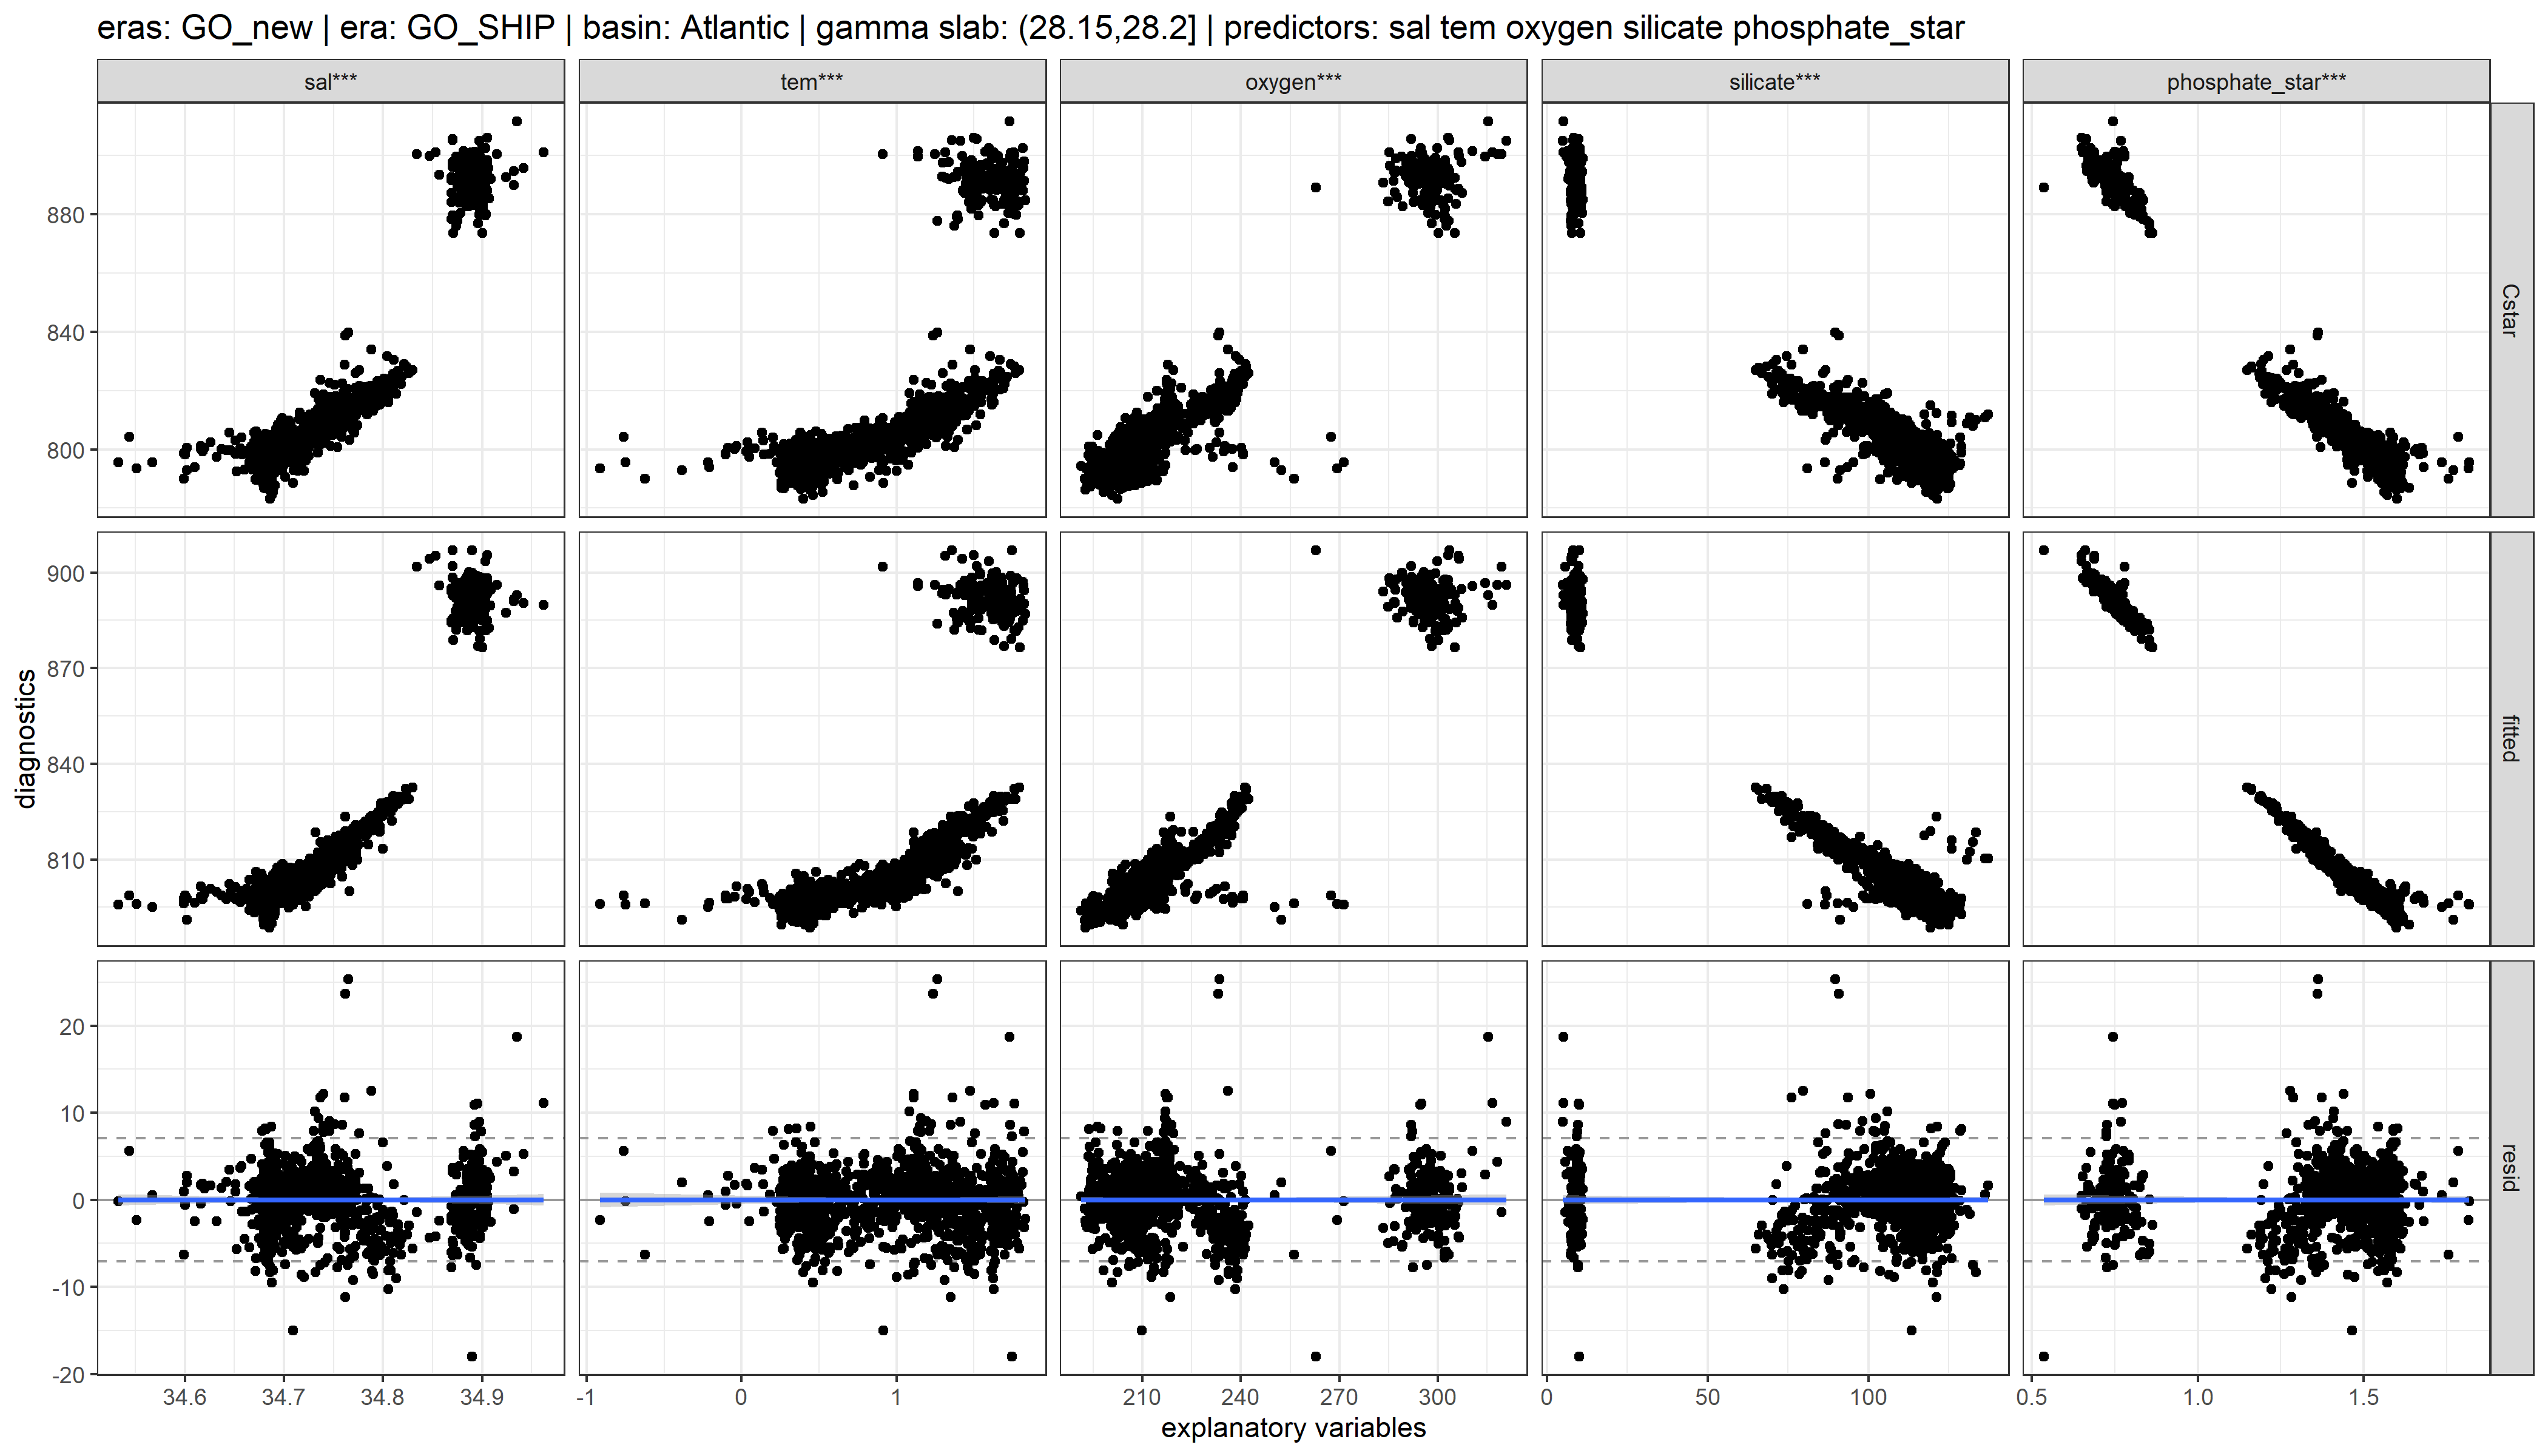 eras: GO_new | era: GO_SHIP | basin: Atlantic | gamma slab: (28.15,28.2] | predictors: sal tem oxygen silicate phosphate_star
sal*** tem*** oxygen*** silicate*** phosphate_star***
880
840
800
Cstar
900
870
840
810
fitted
diagnostics
20
10
0
-10
-20
resid
34.6 34.7 34.8 34.9 -1 0 1 210 240 270 300 0 50 100 0.5 1.0 1.5
explanatory variables